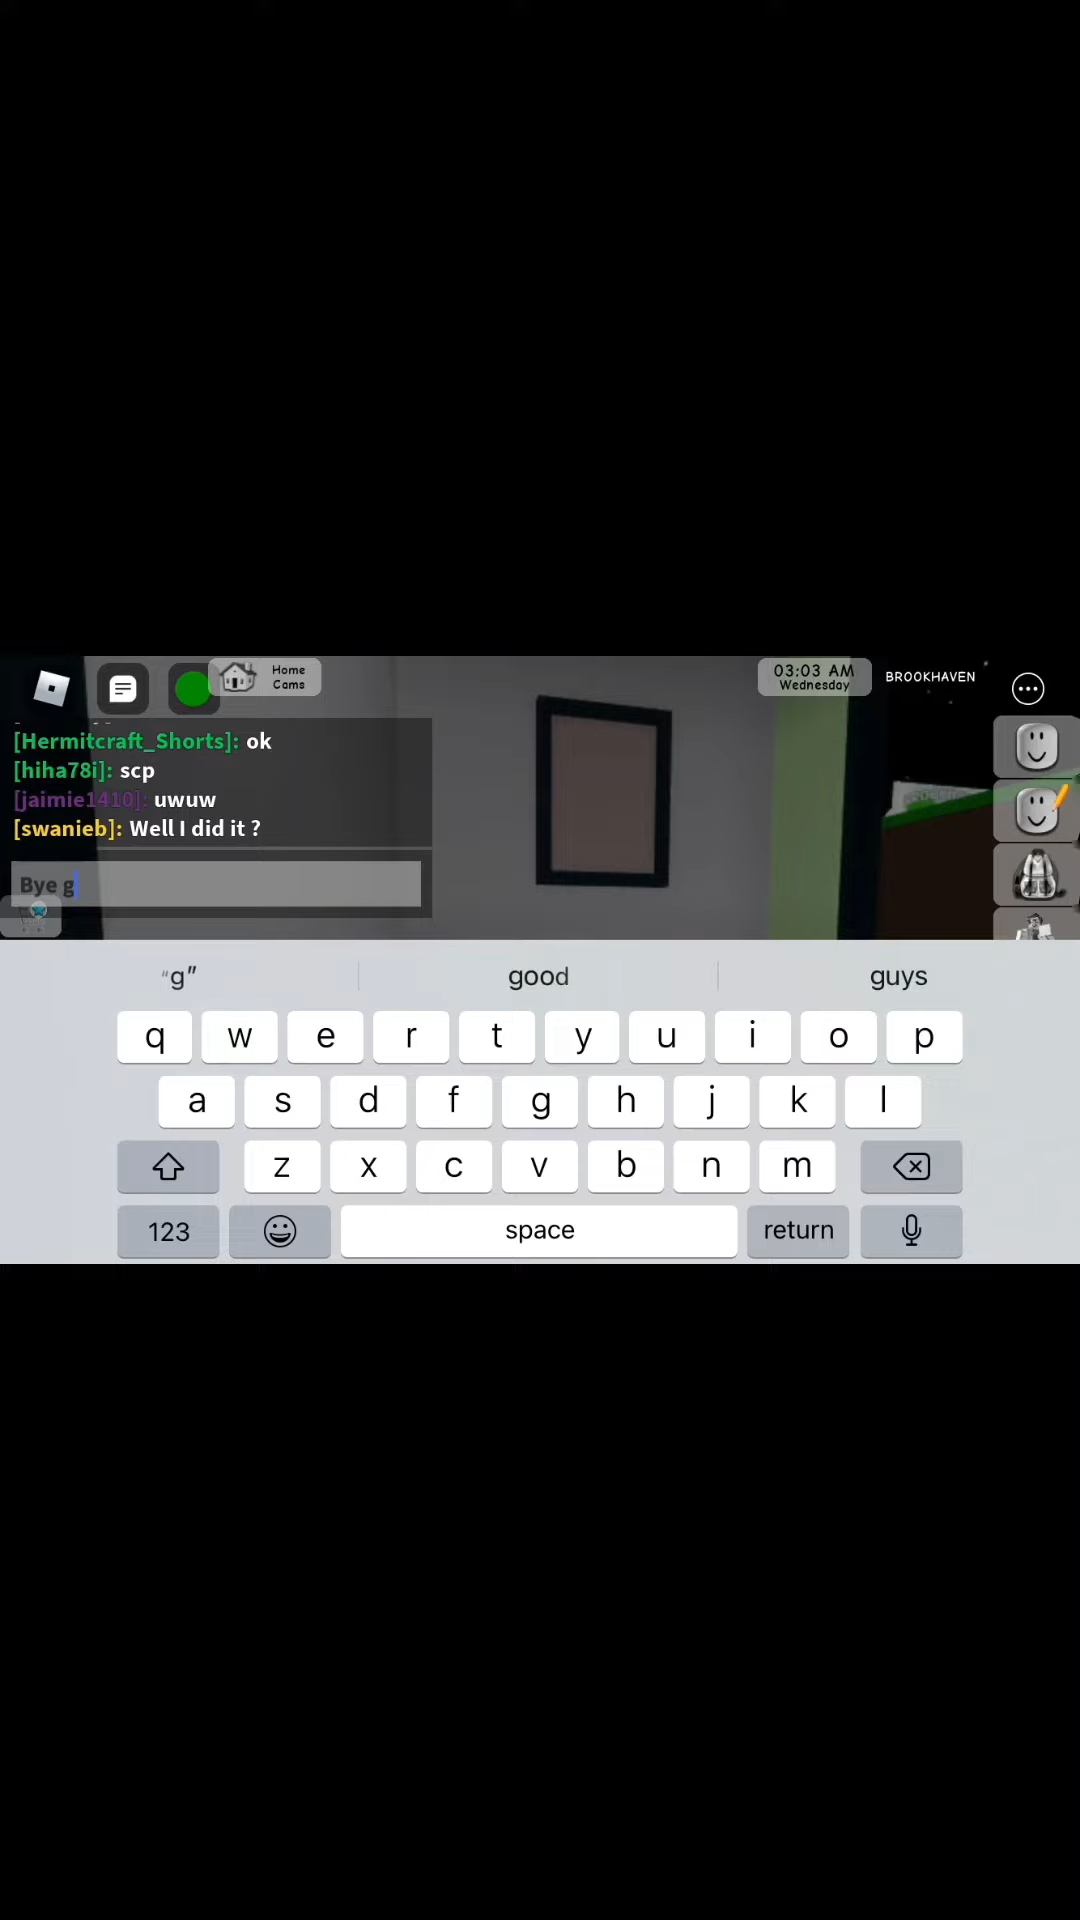 Home
Cams
03:03 AM
Wednesday
BROOKHAVEN
[Hermitcraft_Shorts]: ok
[hiha78i]: scp
[jaimie1410]: uwuw
[swanieb]: Well I did it ?
Bye g
“g” good guys
q w e r t y u i o p
a s d f g h j k l
z x c v b n m
123 space return